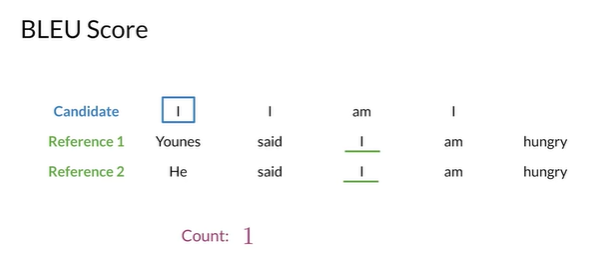 BLEU Score
Candidate I I am I
Reference 1 Younes said I am hungry
Reference 2 He said I am hungry
Count: 1